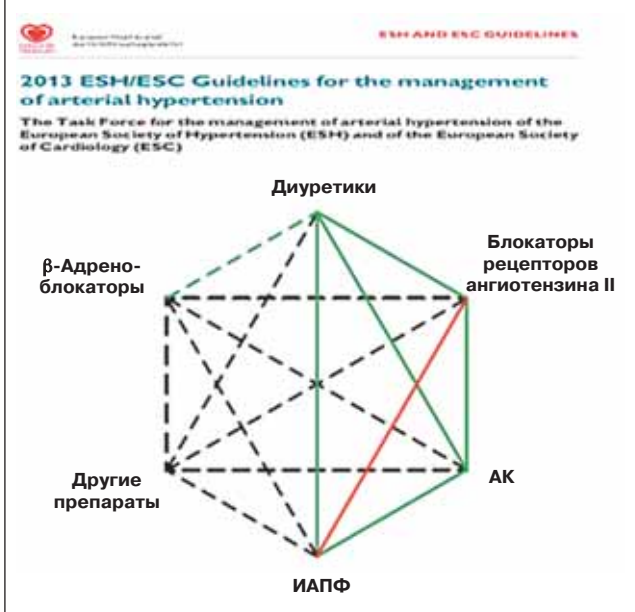 ESH AND ESC GUIDELINES
2013 ESH/ESC Guidelines for the management
of arterial hypertension
The Task Force for the management of arterial hypertension of the
European Society of Hypertension (ESH) and of the European Society
of Cardiology (ESC)
Диуретики
Блокаторы
рецепторов
ангиотензина II
β-Адрено-
блокаторы
Другие
препараты
АК
ИАПФ